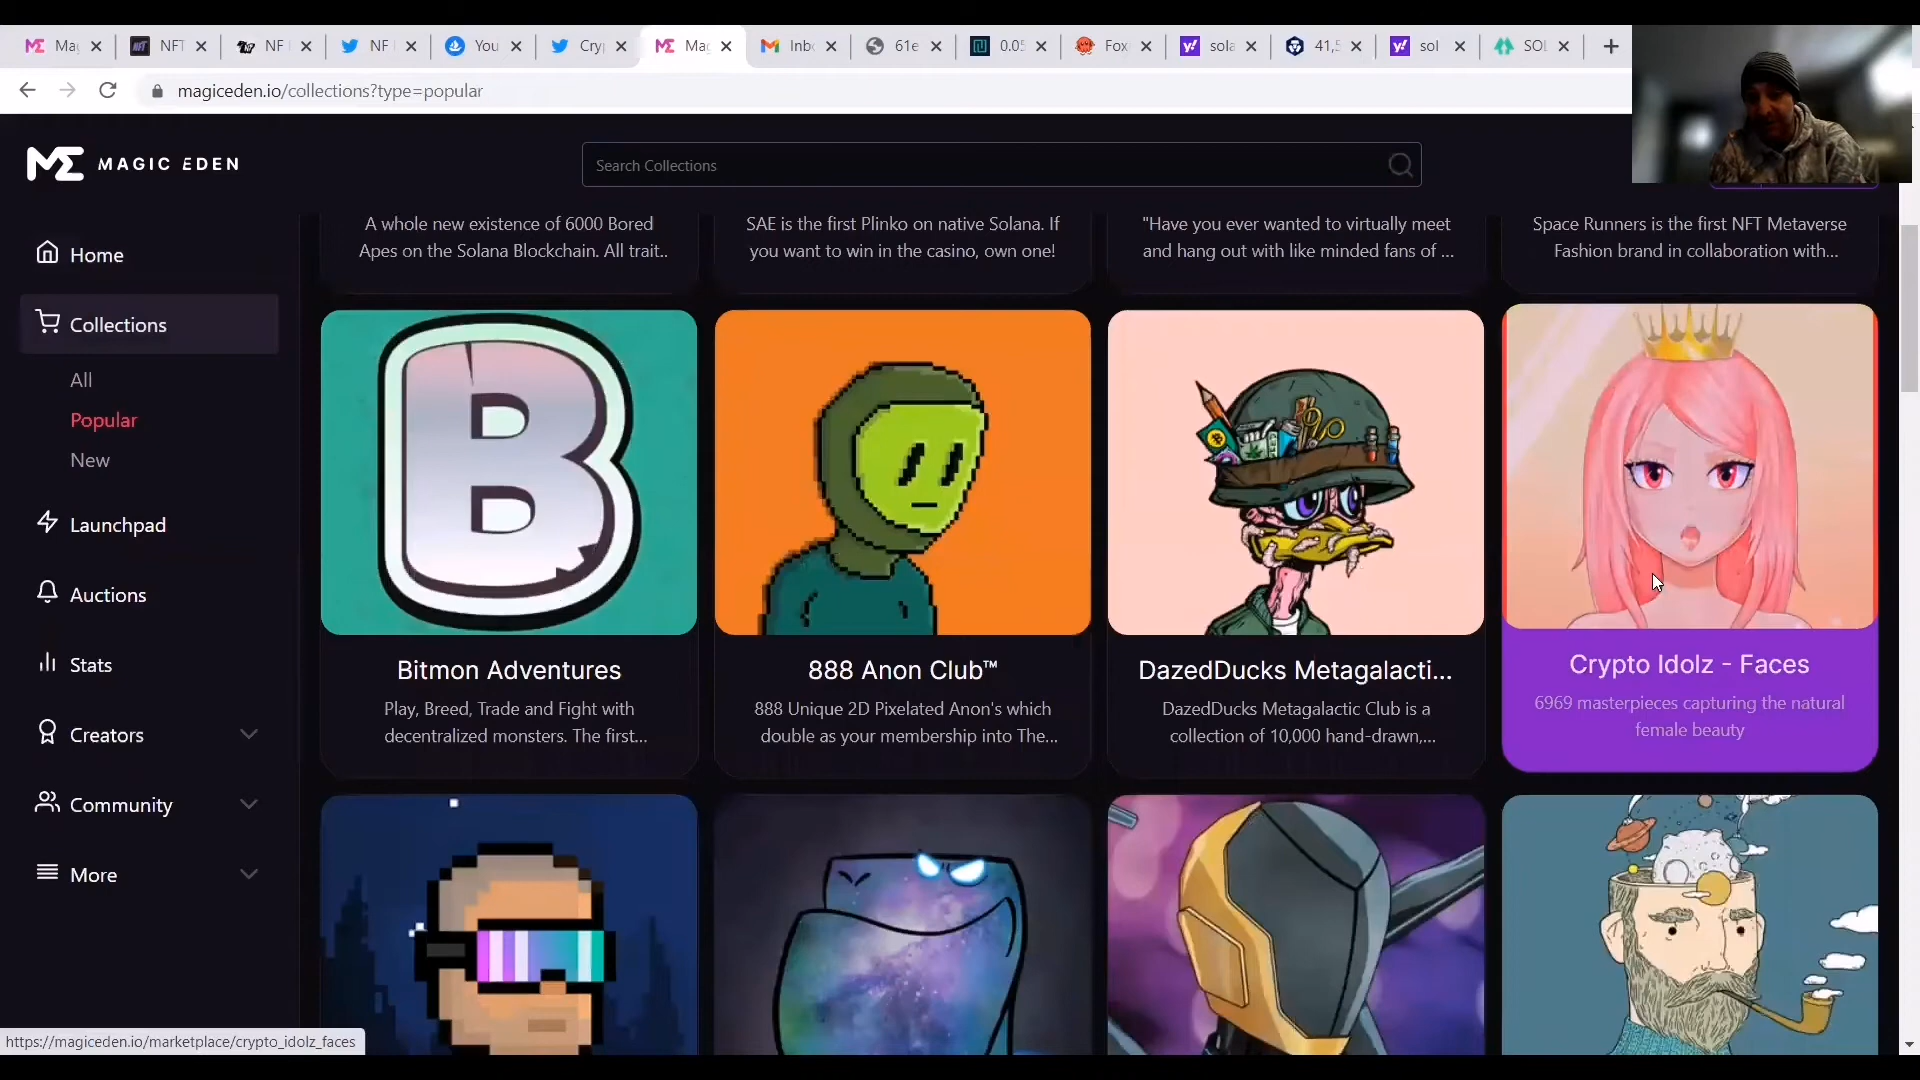 Mag
NFT
NF
NF
You
Cry
Mag
Inb
61e
0.05
Fox
sola
41,5
sol
SOL
magiceden.io/collections?type=popular
MAGIC EDEN
Search Collections
Home
Collections
All
Popular
New
Launchpad
Auctions
Stats
Creators
Community
More
A whole new existence of 6000 Bored
Apes on the Solana Blockchain. All trait..
SAE is the first Plinko on native Solana. If
you want to win in the casino, own one!
"Have you ever wanted to virtually meet
and hang out with like minded fans of ...
Space Runners is the first NFT Metaverse
Fashion brand in collaboration with...
Bitmon Adventures
Play, Breed, Trade and Fight with
decentralized monsters. The first...
888 Anon Club™
888 Unique 2D Pixelated Anon's which
double as your membership into The...
DazedDucks Metagalacti...
DazedDucks Metagalactic Club is a
collection of 10,000 hand-drawn,...
Crypto Idolz - Faces
6969 masterpieces capturing the natural
female beauty
https://magiceden.io/marketplace/crypto_idolz_faces